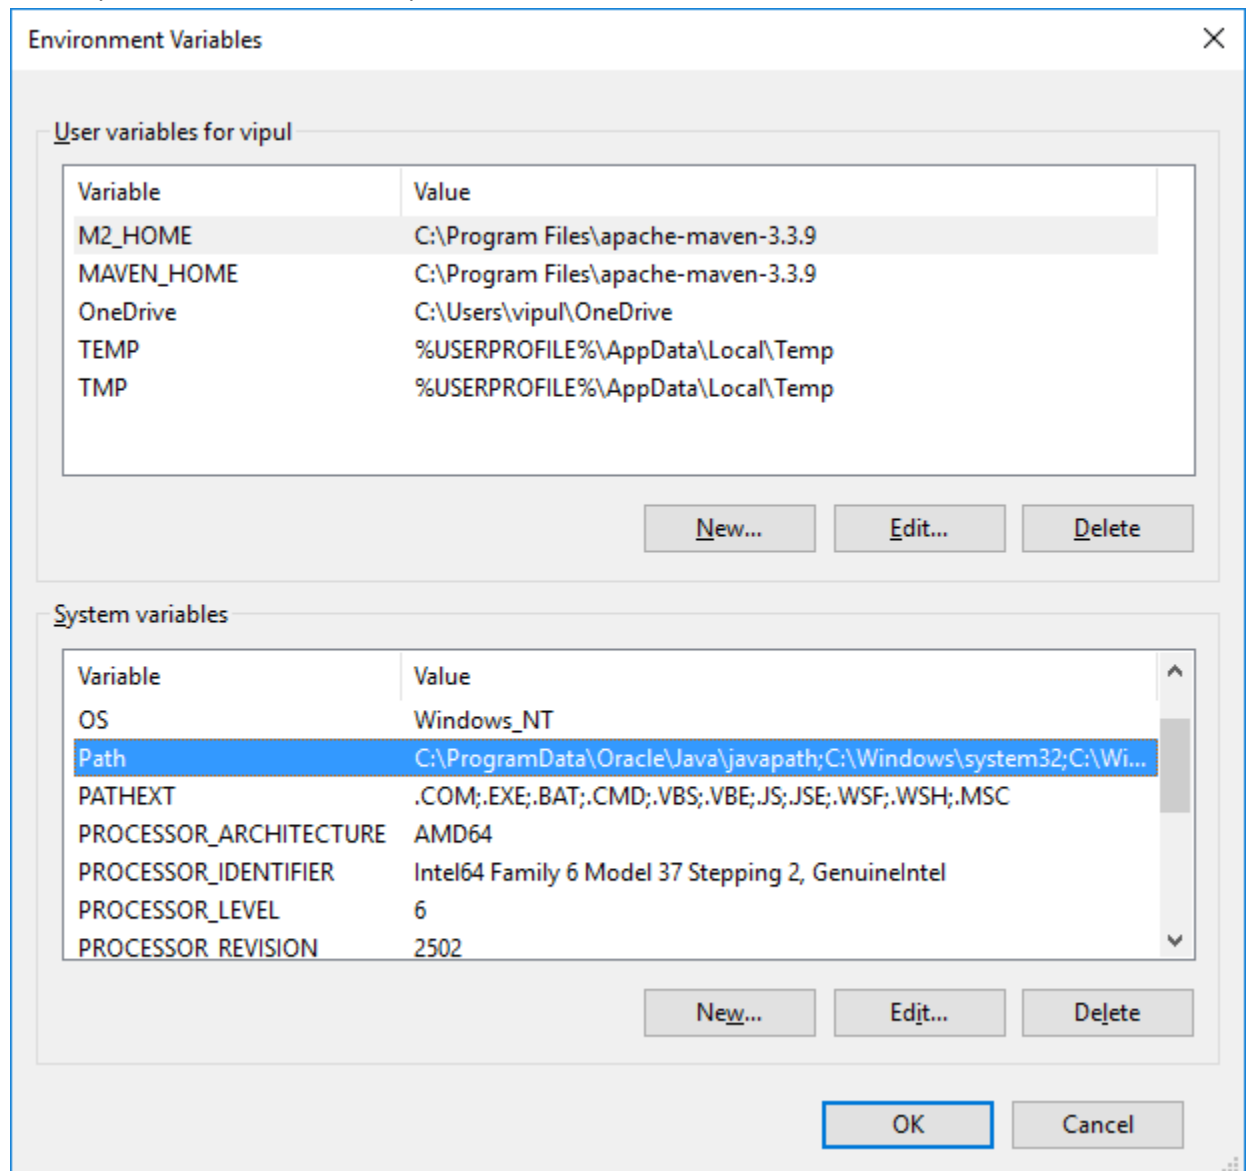 Environment Variables
User variables for vipul
Variable Value
M2_HOME C:\Program Files\apache-maven-3.3.9
MAVEN_HOME C:\Program Files\apache-maven-3.3.9
OneDrive C:\Users\vipul\OneDrive
TEMP %USERPROFILE%\AppData\Local\Temp
TMP %USERPROFILE%\AppData\Local\Temp
New... Edit... Delete
System variables
Variable Value
OS Windows_NT
Path C:\ProgramData\Oracle\Java\javapath;C:\Windows\system32;C:\Wi...
PATHEXT .COM;.EXE;.BAT;.CMD;.VBS;.VBE;.JS;.JSE;.WSF;.WSH;.MSC
PROCESSOR_ARCHITECTURE AMD64
PROCESSOR_IDENTIFIER Intel64 Family 6 Model 37 Stepping 2, GenuineIntel
PROCESSOR_LEVEL 6
PROCESSOR_REVISION 2502
New... Edit... Delete
OK Cancel